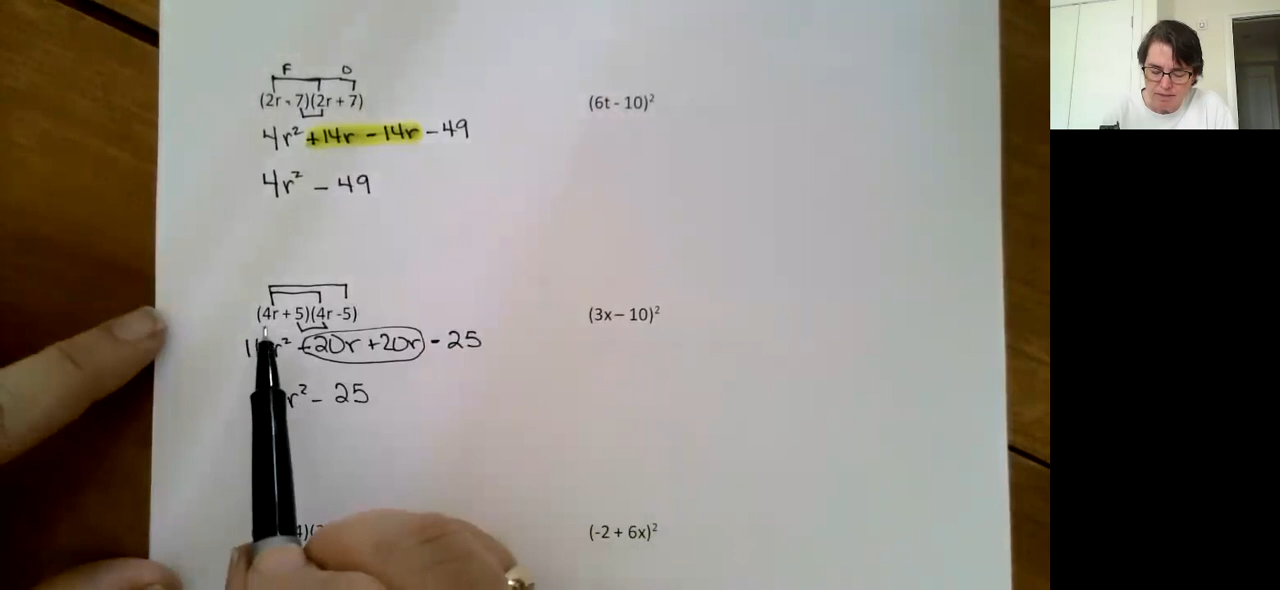 F O
(2r - 7)(2r + 7)
4r² +14r - 14r - 49
4r² - 49
(4r + 5)(4r -5)
r² -20r +20r - 25
r² - 25
(6t - 10)²
(3x– 10)²
(-2 + 6x)²